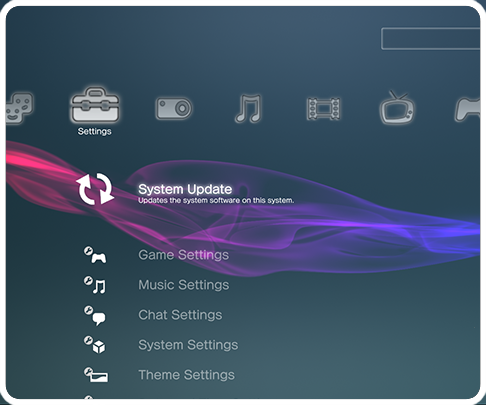 Settings
System Update
Updates the system software on this system.
Game Settings
Music Settings
Chat Settings
System Settings
Theme Settings